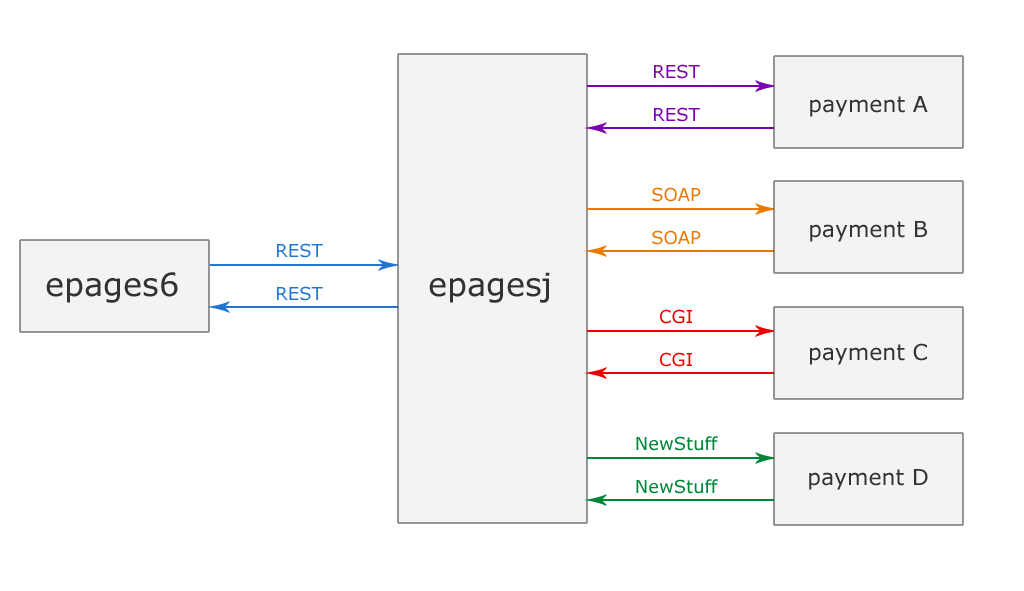 epages6
REST
REST
epagesj
REST
REST
payment A
SOAP
SOAP
payment B
CGI
CGI
payment C
NewStuff
NewStuff
payment D